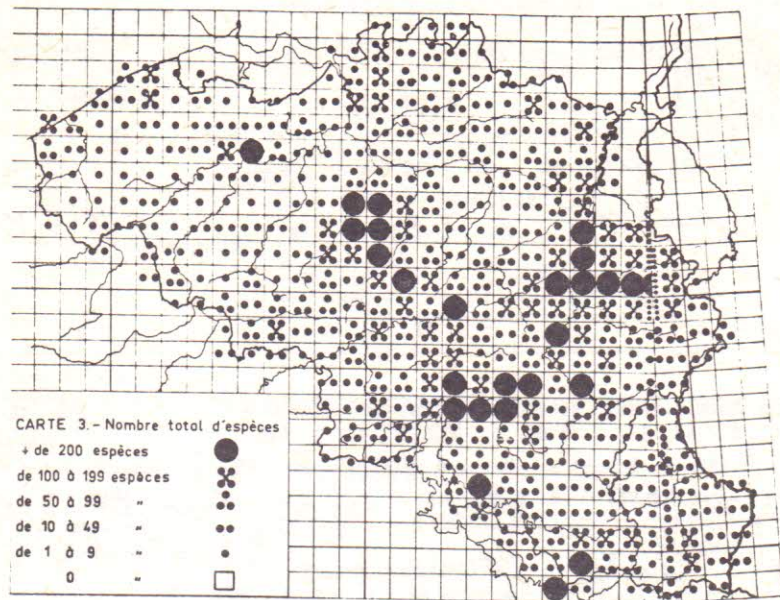 CARTE 3.- Nombre total d'espèces
+ de 200 espèces
de 100 à 199 espèces
de 50 à 99 "
de 10 à 49 "
de 1 à 9 "
0 "